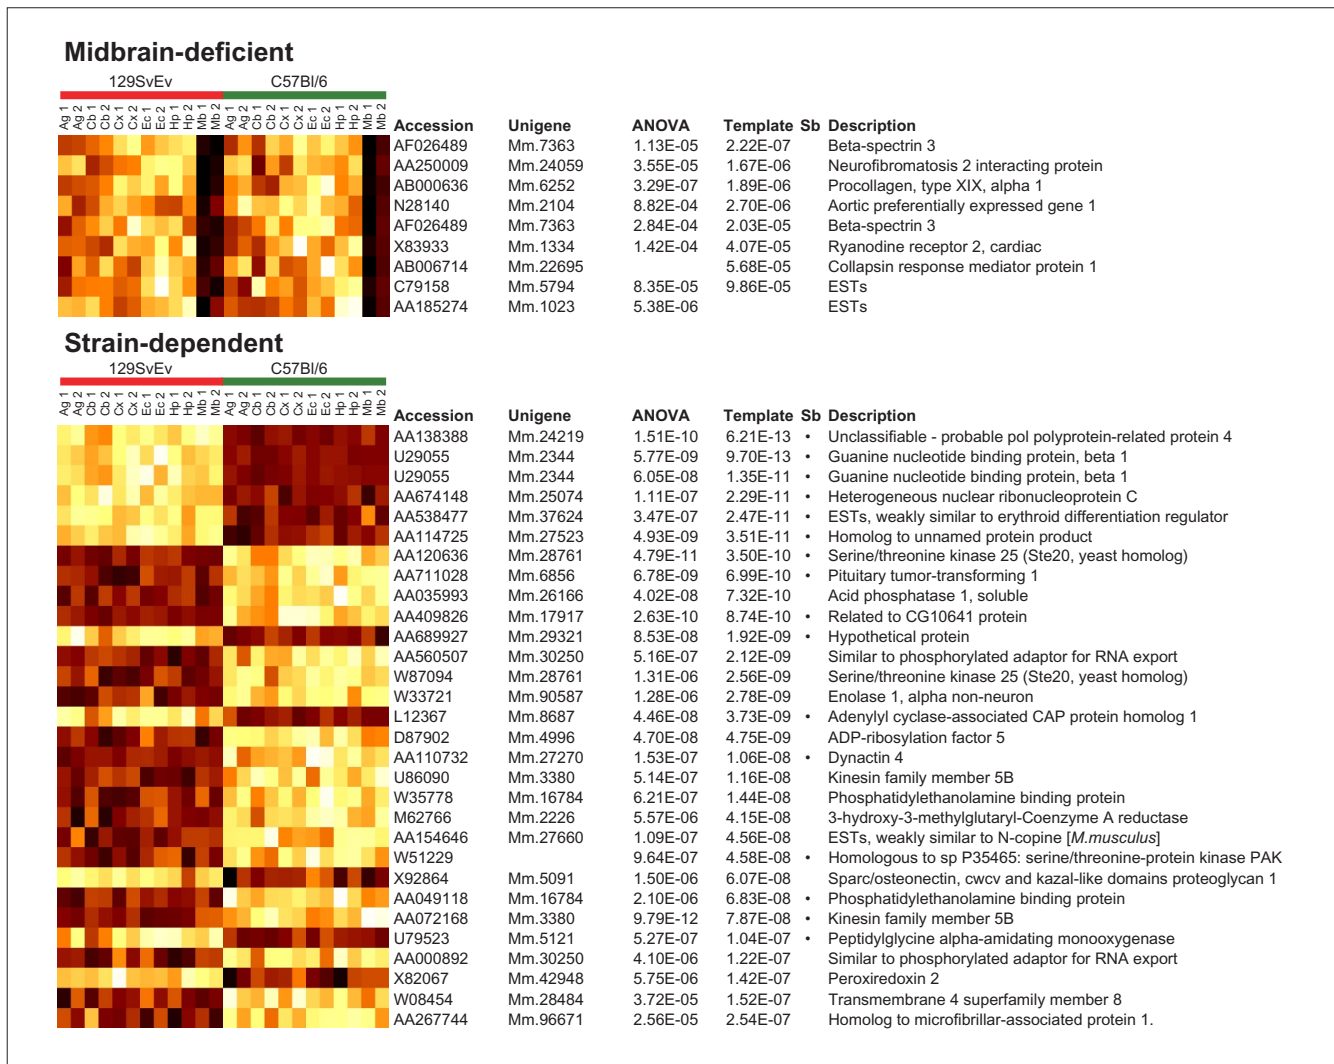 Midbrain-deficient
129SvEv C57Bl/6
Ag 1 Ag 2 Cb 1 Cb 2 Cx 1 Cx 2 Ec 1 Ec 2 Hp 1 Hp 2 Mb 1 Mb 2 Ag 1 Ag 2 Cb 1 Cb 2 Cx 1 Cx 2 Ec 1 Ec 2 Hp 1 Hp 2 Mb 1 Mb 2
Accession Unigene ANOVA Template Sb Description
AF026489 Mm.7363 1.13E-05 2.22E-07 Beta-spectrin 3
AA250009 Mm.24059 3.55E-05 1.67E-06 Neurofibromatosis 2 interacting protein
AB000636 Mm.6252 3.29E-07 1.89E-06 Procollagen, type XIX, alpha 1
N28140 Mm.2104 8.82E-04 2.70E-06 Aortic preferentially expressed gene 1
AF026489 Mm.7363 2.84E-04 2.03E-05 Beta-spectrin 3
X83933 Mm.1334 1.42E-04 4.07E-05 Ryanodine receptor 2, cardiac
AB006714 Mm.22695 5.68E-05 Collapsin response mediator protein 1
C79158 Mm.5794 8.35E-05 9.86E-05 ESTs
AA185274 Mm.1023 5.38E-06 ESTs
Strain-dependent
129SvEv C57Bl/6
Ag 1 Ag 2 Cb 1 Cb 2 Cx 1 Cx 2 Ec 1 Ec 2 Hp 1 Hp 2 Mb 1 Mb 2 Ag 1 Ag 2 Cb 1 Cb 2 Cx 1 Cx 2 Ec 1 Ec 2 Hp 1 Hp 2 Mb 1 Mb 2
Accession Unigene ANOVA Template Sb Description
AA138388 Mm.24219 1.51E-10 6.21E-13 • Unclassifiable - probable pol polyprotein-related protein 4
U29055 Mm.2344 5.77E-09 9.70E-13 • Guanine nucleotide binding protein, beta 1
U29055 Mm.2344 6.05E-08 1.35E-11 • Guanine nucleotide binding protein, beta 1
AA674148 Mm.25074 1.11E-07 2.29E-11 • Heterogeneous nuclear ribonucleoprotein C
AA538477 Mm.37624 3.47E-07 2.47E-11 • ESTs, weakly similar to erythroid differentiation regulator
AA114725 Mm.27523 4.93E-09 3.51E-11 • Homolog to unnamed protein product
AA120636 Mm.28761 4.79E-11 3.50E-10 • Serine/threonine kinase 25 (Ste20, yeast homolog)
AA711028 Mm.6856 6.78E-09 6.99E-10 • Pituitary tumor-transforming 1
AA035993 Mm.26166 4.02E-08 7.32E-10 Acid phosphatase 1, soluble
AA409826 Mm.17917 2.63E-10 8.74E-10 • Related to CG10641 protein
AA689927 Mm.29321 8.53E-08 1.92E-09 • Hypothetical protein
AA560507 Mm.30250 5.16E-07 2.12E-09 Similar to phosphorylated adaptor for RNA export
W87094 Mm.28761 1.31E-06 2.56E-09 Serine/threonine kinase 25 (Ste20, yeast homolog)
W33721 Mm.90587 1.28E-06 2.78E-09 Enolase 1, alpha non-neuron
L12367 Mm.8687 4.46E-08 3.73E-09 • Adenylyl cyclase-associated CAP protein homolog 1
D87902 Mm.4996 4.70E-08 4.75E-09 ADP-ribosylation factor 5
AA110732 Mm.27270 1.53E-07 1.06E-08 • Dynactin 4
U86090 Mm.3380 5.14E-07 1.16E-08 Kinesin family member 5B
W35778 Mm.16784 6.21E-07 1.44E-08 Phosphatidylethanolamine binding protein
M62766 Mm.2226 5.57E-06 4.15E-08 3-hydroxy-3-methylglutaryl-Coenzyme A reductase
AA154646 Mm.27660 1.09E-07 4.56E-08 ESTs, weakly similar to N-copine [M.musculus]
W51229 9.64E-07 4.58E-08 • Homologous to sp P35465: serine/threonine-protein kinase PAK
X92864 Mm.5091 1.50E-06 6.07E-08 Sparc/osteonectin, cwcv and kazal-like domains proteoglycan 1
AA049118 Mm.16784 2.10E-06 6.83E-08 • Phosphatidylethanolamine binding protein
AA072168 Mm.3380 9.79E-12 7.87E-08 • Kinesin family member 5B
U79523 Mm.5121 5.27E-07 1.04E-07 • Peptidylglycine alpha-amidating monooxygenase
AA000892 Mm.30250 4.10E-06 1.22E-07 Similar to phosphorylated adaptor for RNA export
X82067 Mm.42948 5.75E-06 1.42E-07 Peroxiredoxin 2
W08454 Mm.28484 3.72E-05 1.52E-07 Transmembrane 4 superfamily member 8
AA267744 Mm.96671 2.56E-05 2.54E-07 Homolog to microfibrillar-associated protein 1.